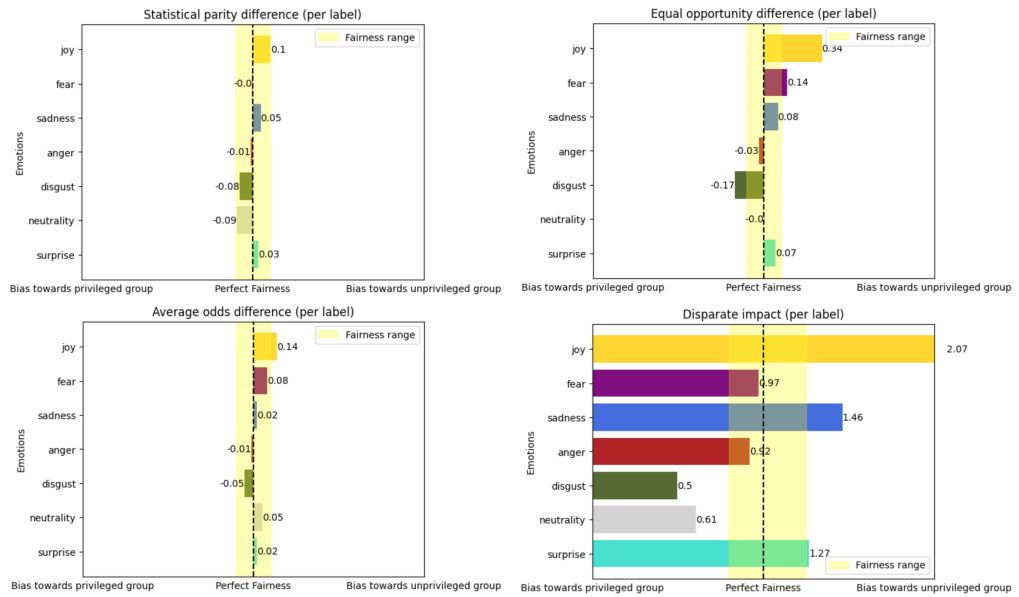 Statistical parity difference (per label)
Fairness range
Emotions
joy 0.1
fear -0.0
sadness 0.05
anger -0.01
disgust -0.08
neutrality -0.09
surprise 0.03
Bias towards privileged group Perfect Fairness Bias towards unprivileged group
Equal opportunity difference (per label)
Fairness range
Emotions
joy 0.34
fear 0.14
sadness 0.08
anger -0.03
disgust -0.17
neutrality -0.0
surprise 0.07
Bias towards privileged group Perfect Fairness Bias towards unprivileged group
Average odds difference (per label)
Fairness range
Emotions
joy 0.14
fear 0.08
sadness 0.02
anger -0.01
disgust -0.05
neutrality 0.05
surprise 0.02
Bias towards privileged group Perfect Fairness Bias towards unprivileged group
Disparate impact (per label)
Emotions
joy 2.07
fear 0.97
sadness 1.46
anger 0.92
disgust 0.5
neutrality 0.61
surprise 1.27
Fairness range
Bias towards privileged group Perfect Fairness Bias towards unprivileged group